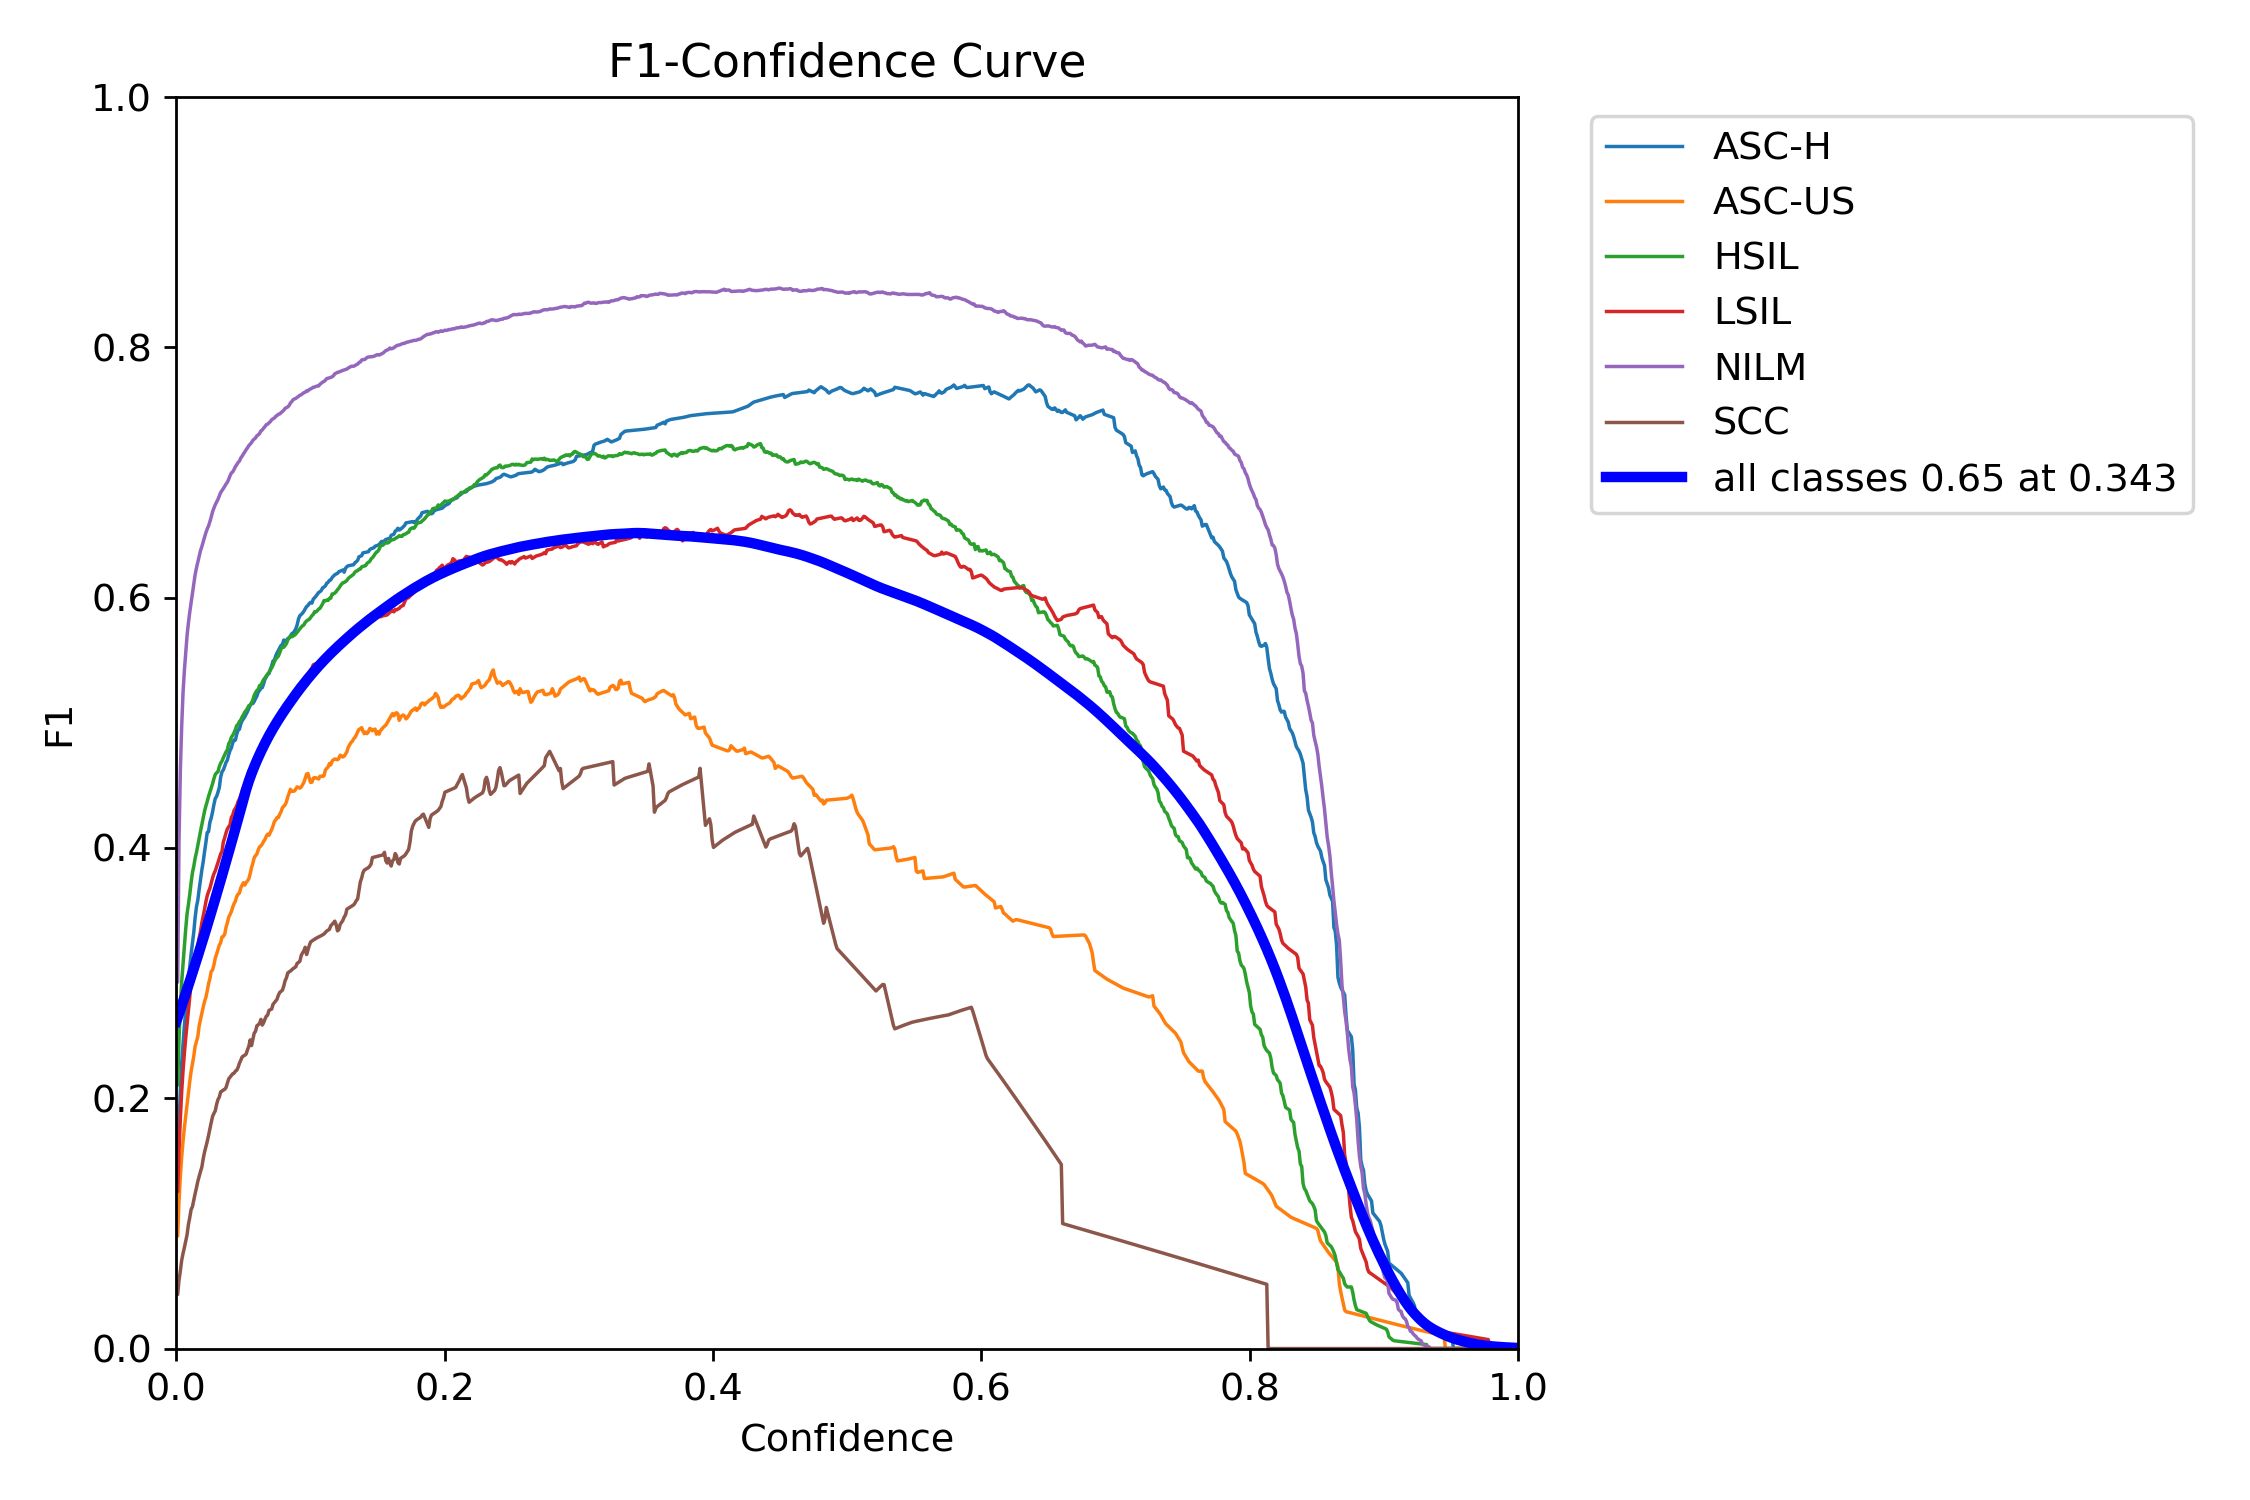 F1-Confidence Curve
1.0
0.8
0.6
0.4
0.2
0.0
F1
0.0 0.2 0.4 0.6 0.8 1.0
Confidence
ASC-H
ASC-US
HSIL
LSIL
NILM
SCC
all classes 0.65 at 0.343